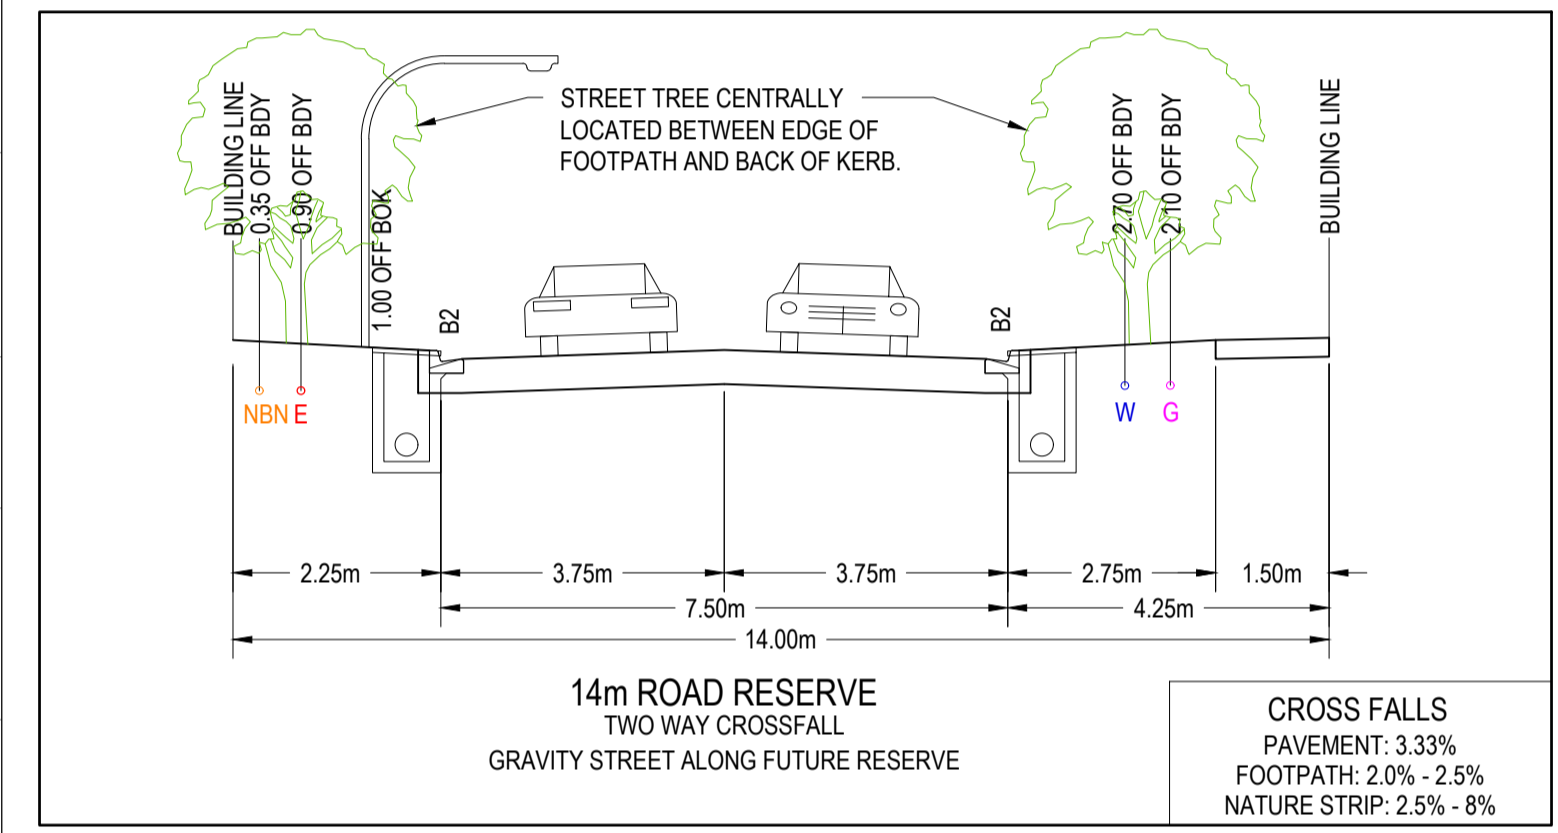 STREET TREE CENTRALLY
LOCATED BETWEEN EDGE OF
FOOTPATH AND BACK OF KERB.
BUILDING LINE
0.35 OFF BDY
0.90 OFF BDY
1.00 OFF BOK
B2
B2
2.70 OFF BDY
2.10 OFF BDY
BUILDING LINE
NBN E
W G
2.25m 3.75m 3.75m 2.75m 1.50m
7.50m 4.25m
14.00m
14m ROAD RESERVE
TWO WAY CROSSFALL
GRAVITY STREET ALONG FUTURE RESERVE
CROSS FALLS
PAVEMENT: 3.33%
FOOTPATH: 2.0% - 2.5%
NATURE STRIP: 2.5% - 8%